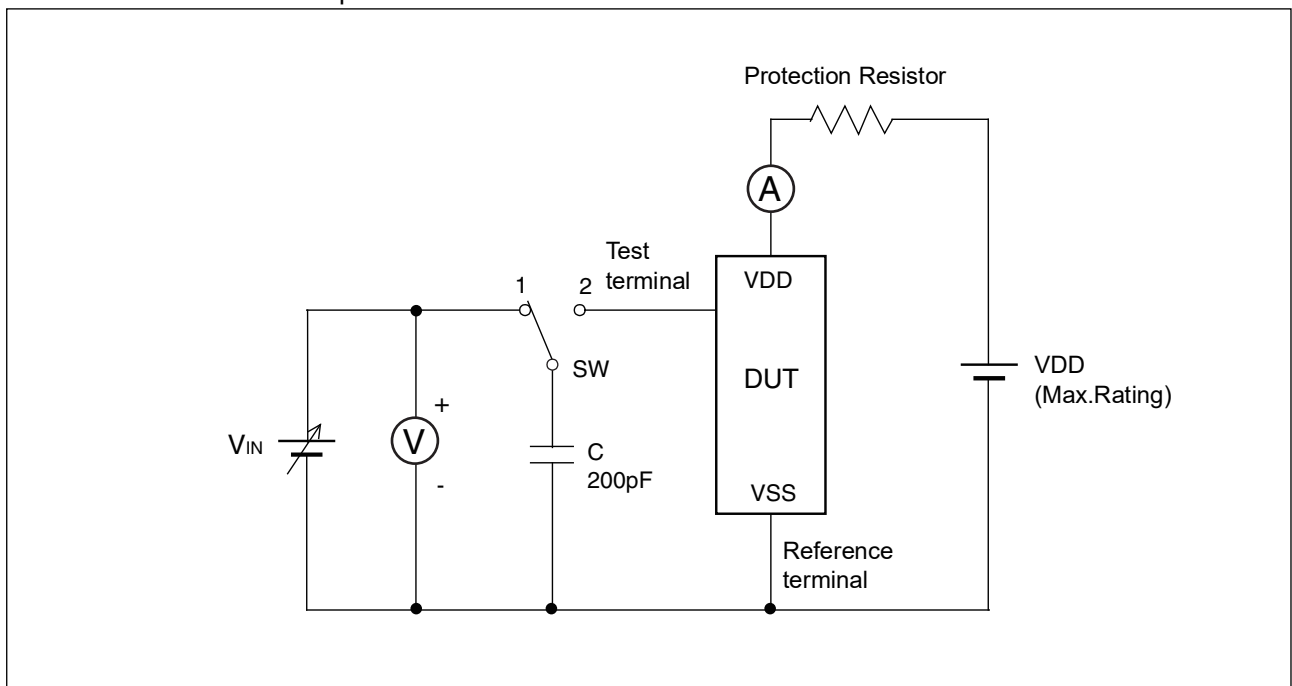 Protection Resistor
A
Test
terminal
1
2
VDD
SW
DUT
VDD
(Max.Rating)
VIN
+
V
-
C
200pF
VSS
Reference
terminal